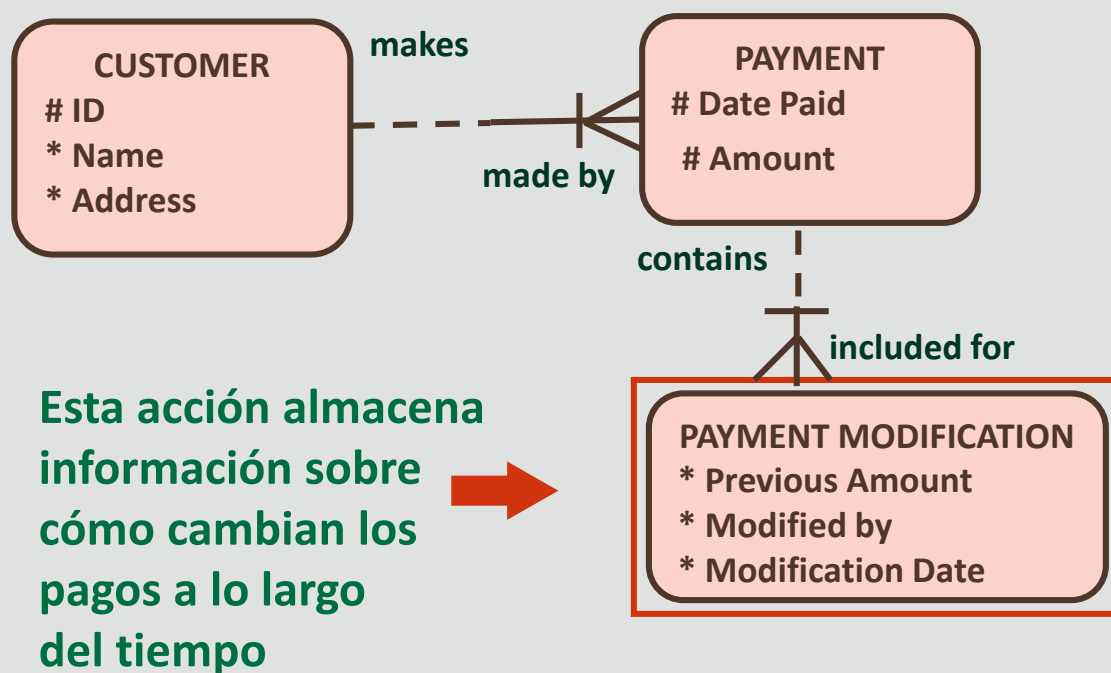 CUSTOMER
# ID
* Name
* Address
makes
made by
PAYMENT
# Date Paid
# Amount
contains
included for
PAYMENT MODIFICATION
* Previous Amount
* Modified by
* Modification Date
Esta acción almacena
información sobre
cómo cambian los
pagos a lo largo
del tiempo